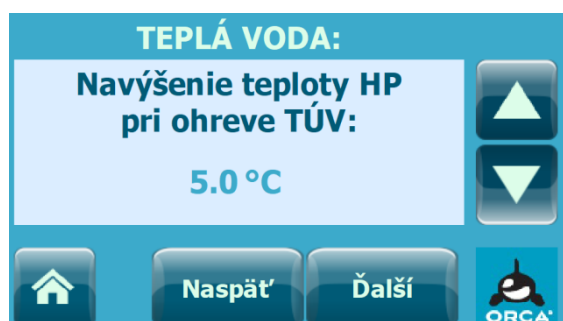 TEPLÁ VODA:
Navýšenie teploty HP
pri ohreve TÚV:
5.0 °C
Naspäť
Ďalší
ORCA